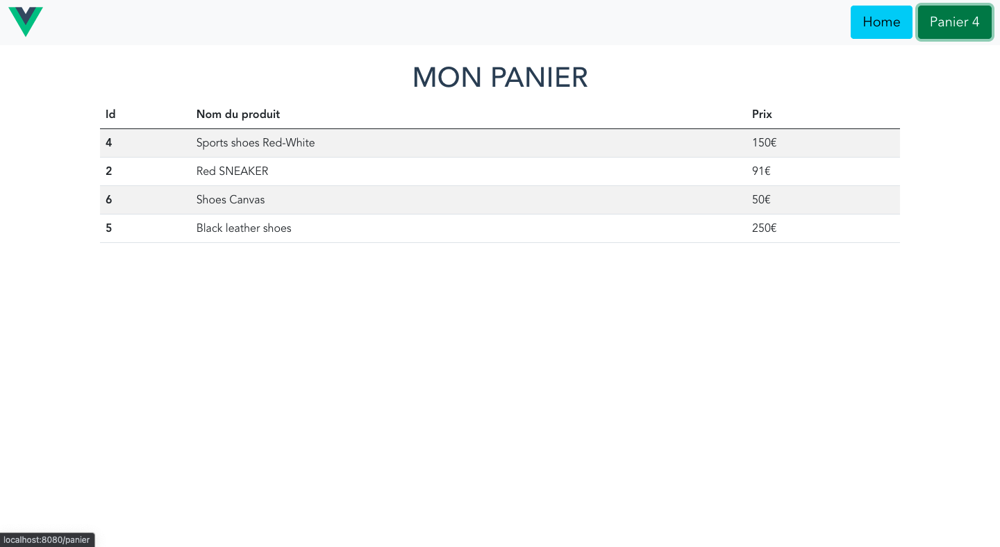 Home Panier 4
MON PANIER
Id Nom du produit Prix
4 Sports shoes Red-White 150€
2 Red SNEAKER 91€
6 Shoes Canvas 50€
5 Black leather shoes 250€
localhost:8080/panier